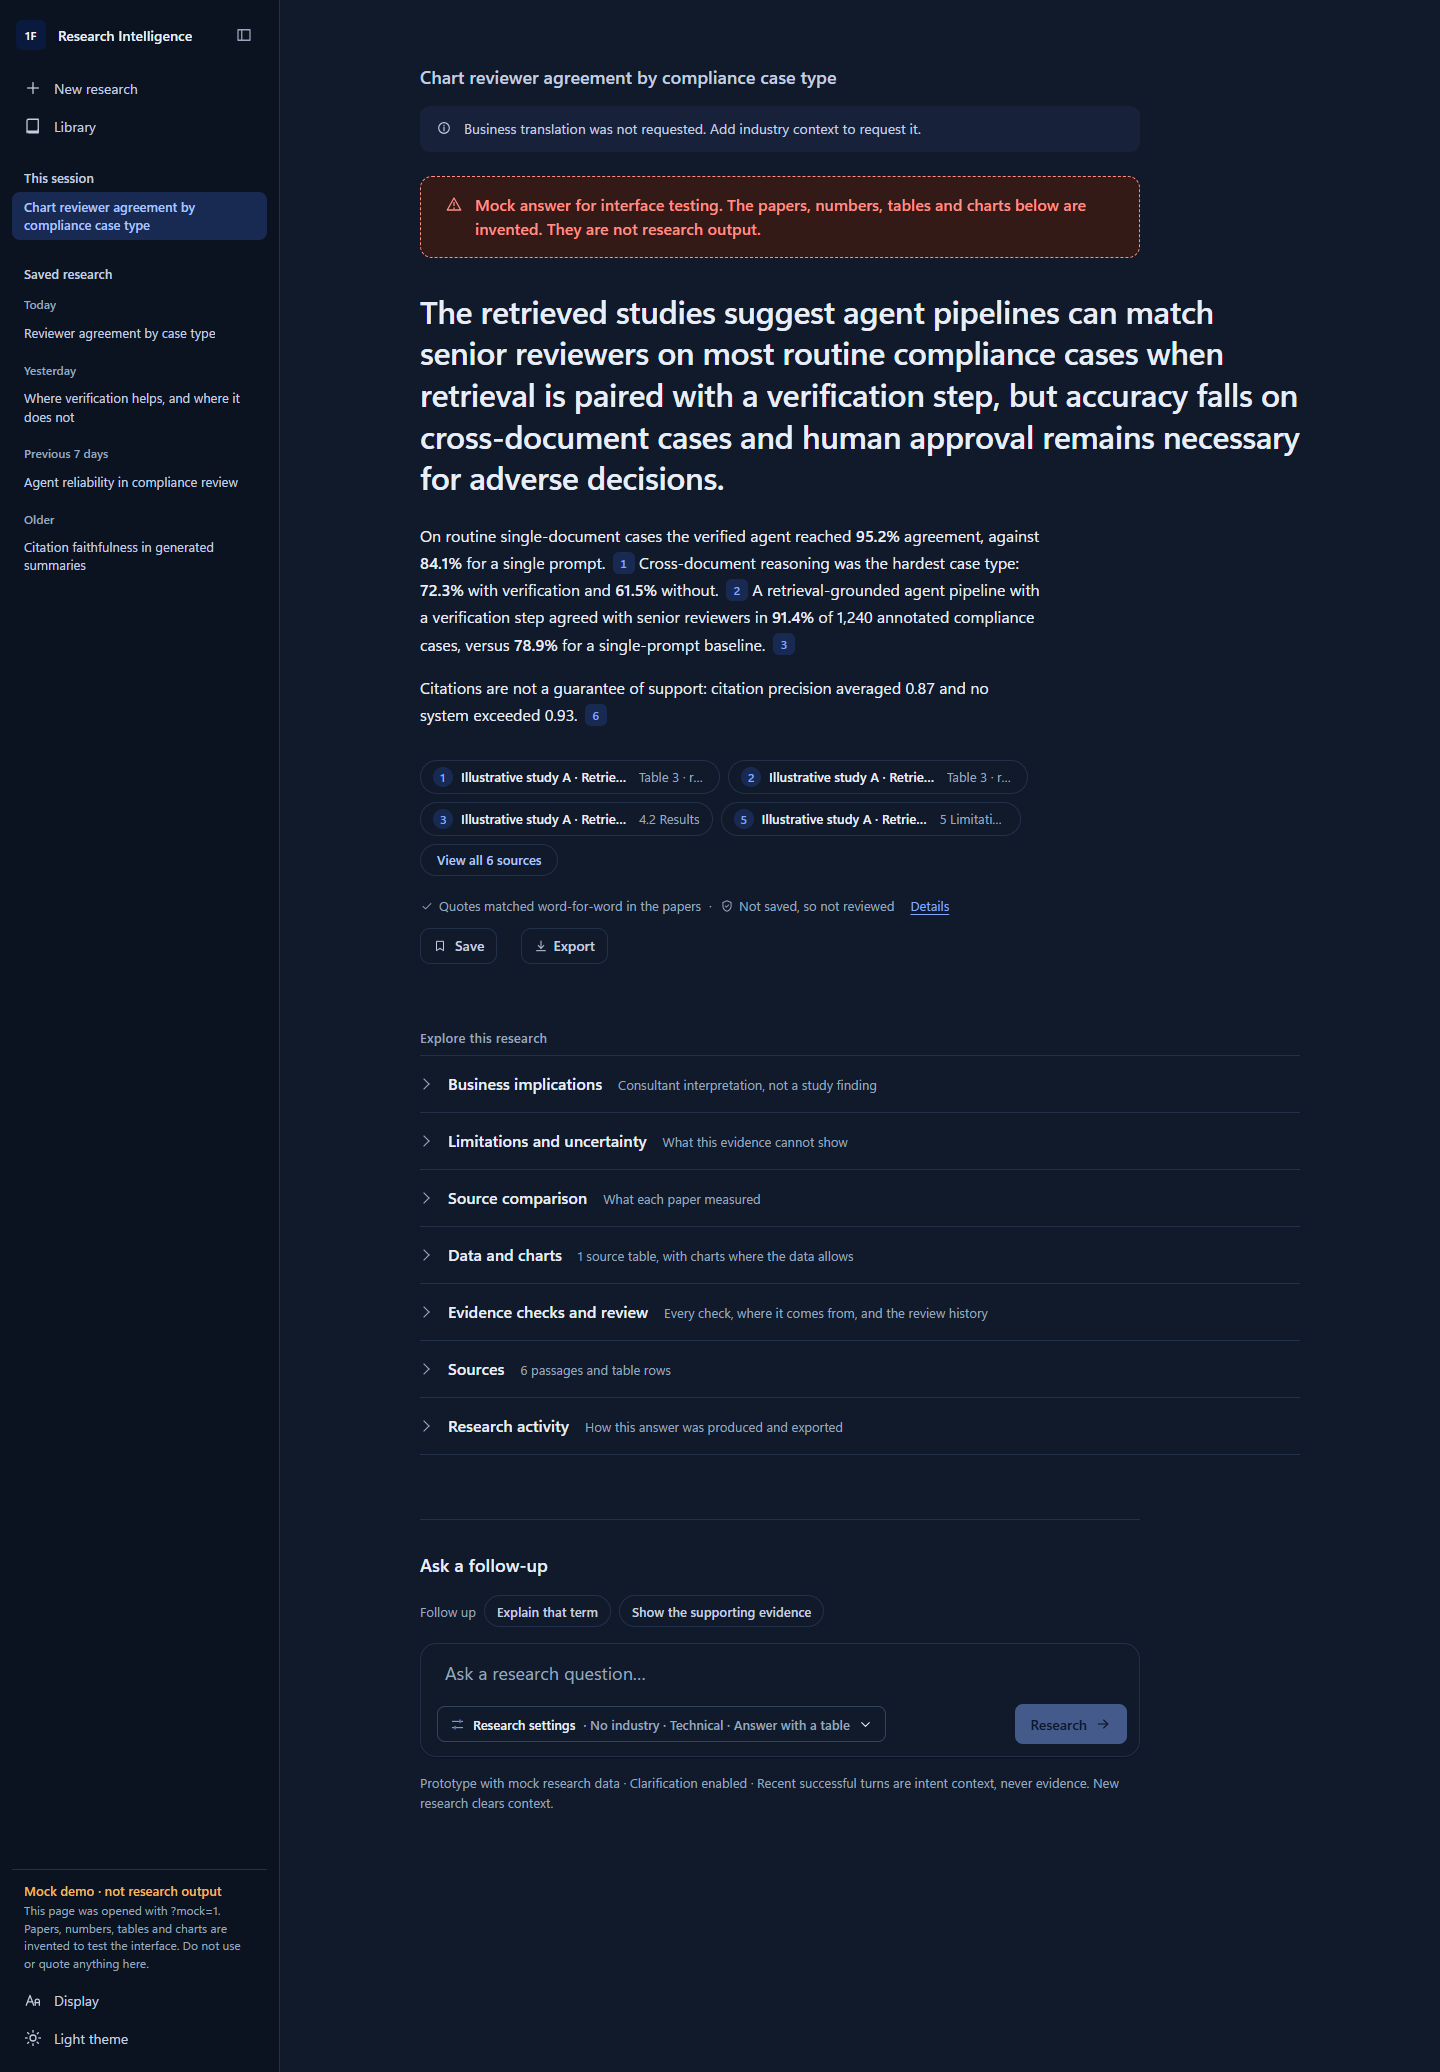 1F Research Intelligence
New research
Library
This session
Chart reviewer agreement by
compliance case type
Saved research
Today
Reviewer agreement by case type
Yesterday
Where verification helps, and where it
does not
Previous 7 days
Agent reliability in compliance review
Older
Citation faithfulness in generated
summaries
Mock demo · not research output
This page was opened with ?mock=1.
Papers, numbers, tables and charts are
invented to test the interface. Do not use
or quote anything here.
Display
Light theme
Chart reviewer agreement by compliance case type
Business translation was not requested. Add industry context to request it.
Mock answer for interface testing. The papers, numbers, tables and charts below are
invented. They are not research output.
The retrieved studies suggest agent pipelines can match
senior reviewers on most routine compliance cases when
retrieval is paired with a verification step, but accuracy falls on
cross-document cases and human approval remains necessary
for adverse decisions.
On routine single-document cases the verified agent reached 95.2% agreement, against
84.1% for a single prompt. 1 Cross-document reasoning was the hardest case type:
72.3% with verification and 61.5% without. 2 A retrieval-grounded agent pipeline with
a verification step agreed with senior reviewers in 91.4% of 1,240 annotated compliance
cases, versus 78.9% for a single-prompt baseline. 3
Citations are not a guarantee of support: citation precision averaged 0.87 and no
system exceeded 0.93. 6
1 Illustrative study A · Retrie... Table 3 · r...
2 Illustrative study A · Retrie... Table 3 · r...
3 Illustrative study A · Retrie... 4.2 Results
5 Illustrative study A · Retrie... 5 Limitati...
View all 6 sources
Quotes matched word-for-word in the papers · Not saved, so not reviewed Details
Save Export
Explore this research
Business implications Consultant interpretation, not a study finding
Limitations and uncertainty What this evidence cannot show
Source comparison What each paper measured
Data and charts 1 source table, with charts where the data allows
Evidence checks and review Every check, where it comes from, and the review history
Sources 6 passages and table rows
Research activity How this answer was produced and exported
Ask a follow-up
Follow up Explain that term Show the supporting evidence
Ask a research question...
Research settings · No industry · Technical · Answer with a table Research
Prototype with mock research data · Clarification enabled · Recent successful turns are intent context, never evidence. New
research clears context.